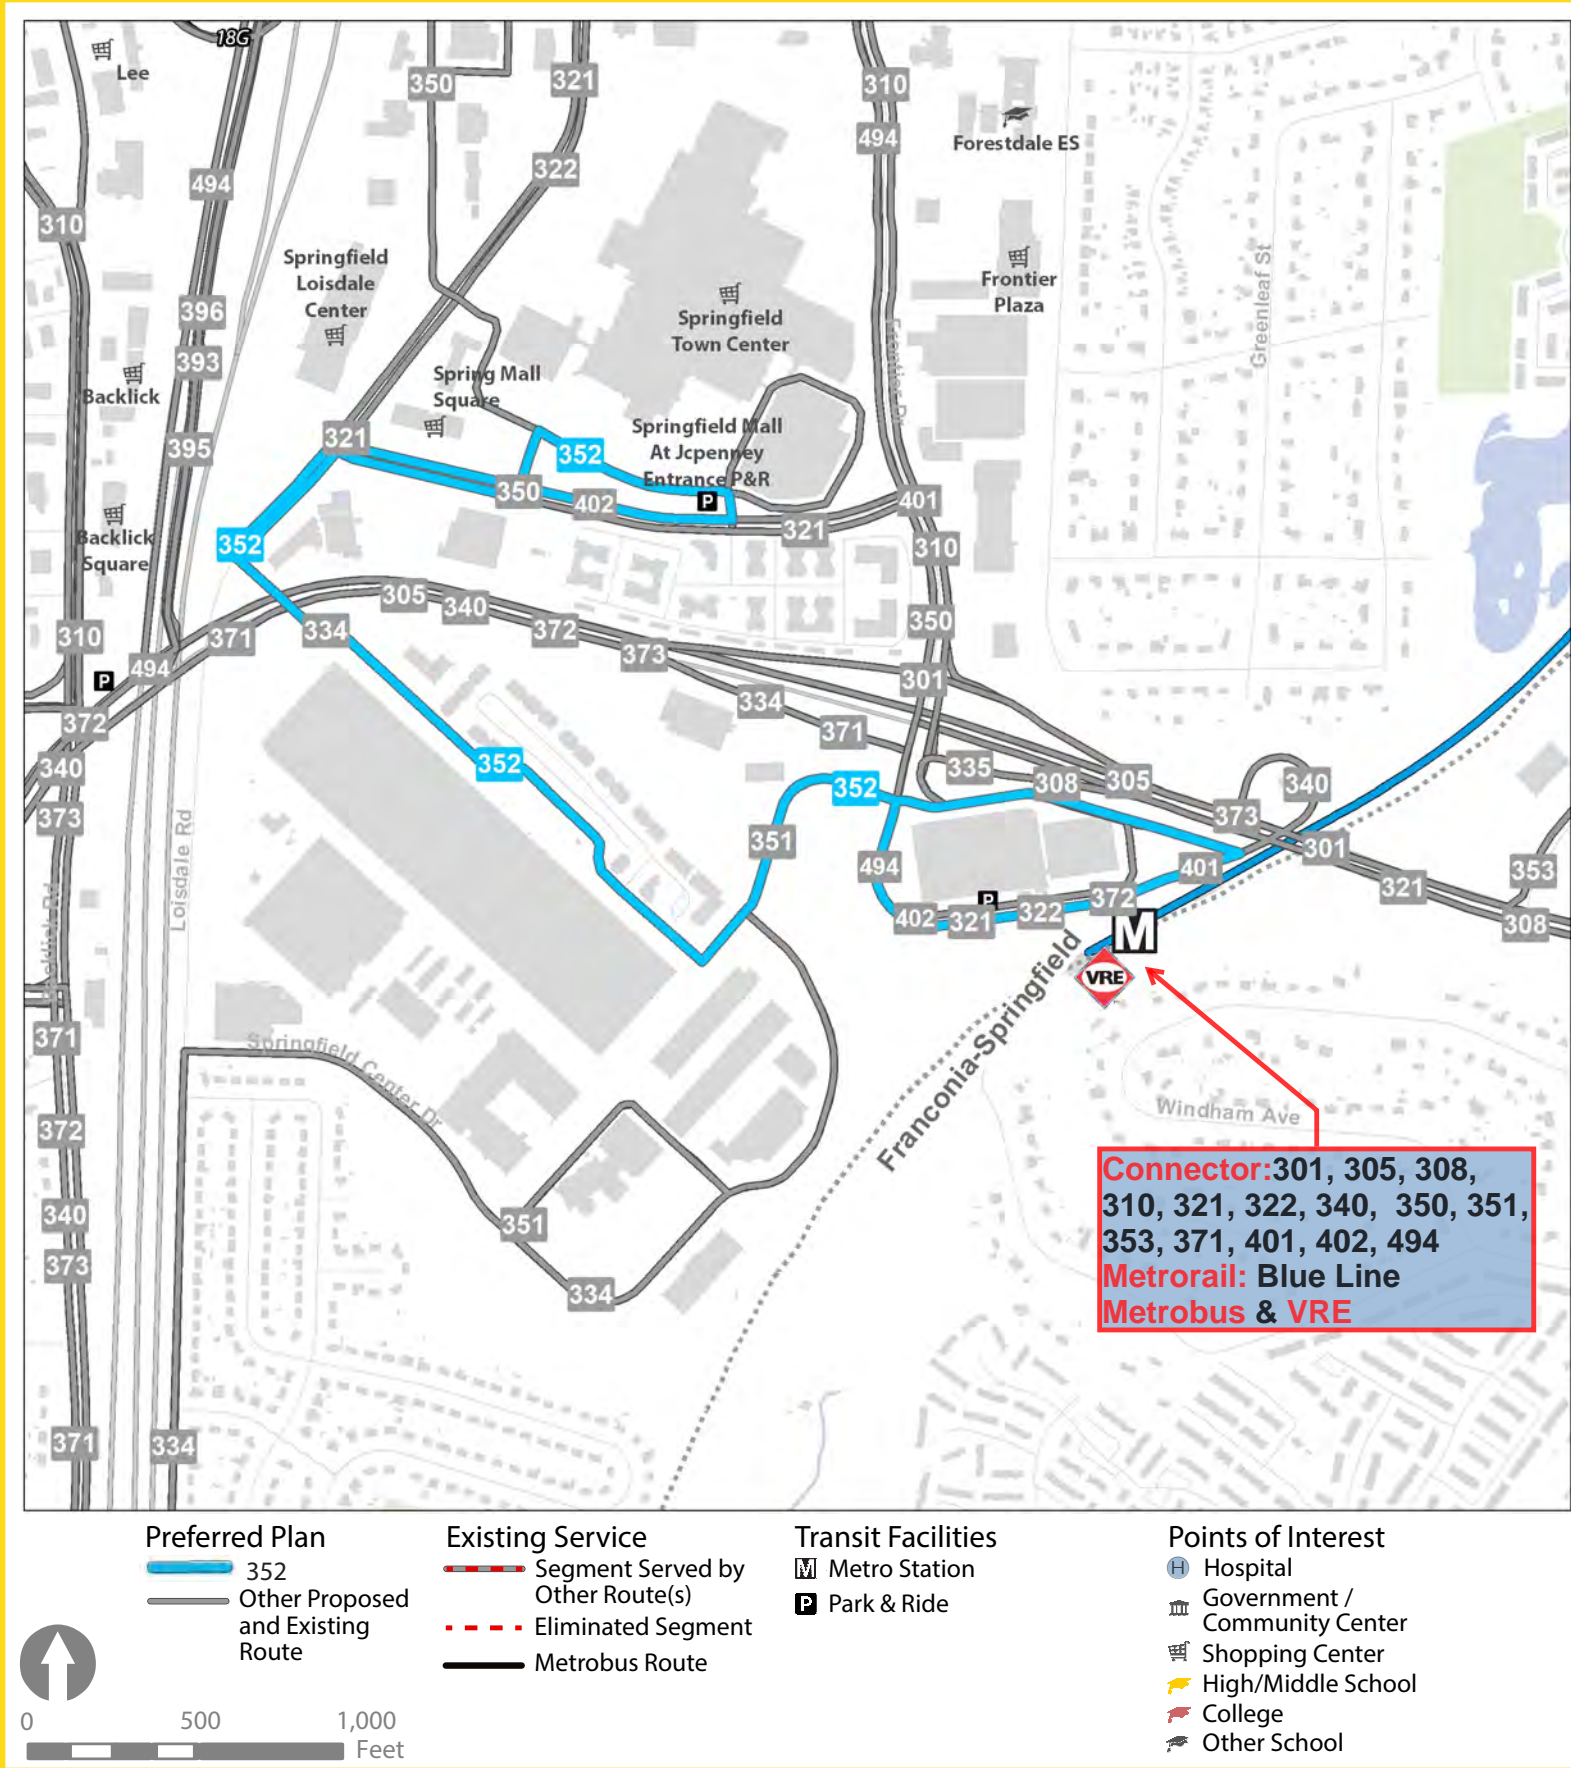 18G
Lee
350
321
310
494
Forestdale ES
322
494
310
Springfield
Loisdale
Center
Frontier
Plaza
Greenleaf St
396
Springfield
Town Center
Frontier Dr
393
Spring Mall
Square
Backlick
395
321
352
Springfield Mall
At Jcpenney
Entrance P&R
P
350
402
401
321
Backlick
Square
352
310
305
340
372
373
350
310
371
334
494
P
301
372
334
371
340
352
352
335
308
305
340
373
373
351
494
301
401
353
321
308
Loisdale Rd
P
402
321
322
372
M
VRE
Franconia-Springfield
371
Springfield Center Dr
372
Windham Ave
Connector:301, 305, 308,
310, 321, 322, 340, 350, 351,
353, 371, 401, 402, 494
Metrorail: Blue Line
Metrobus & VRE
340
351
373
334
371
334
Preferred Plan
352
Other Proposed
and Existing
Route
Existing Service
Segment Served by
Other Route(s)
Eliminated Segment
Metrobus Route
Transit Facilities
M Metro Station
P Park & Ride
Points of Interest
H Hospital
Government /
Community Center
Shopping Center
High/Middle School
College
Other School
0 500 1,000
Feet